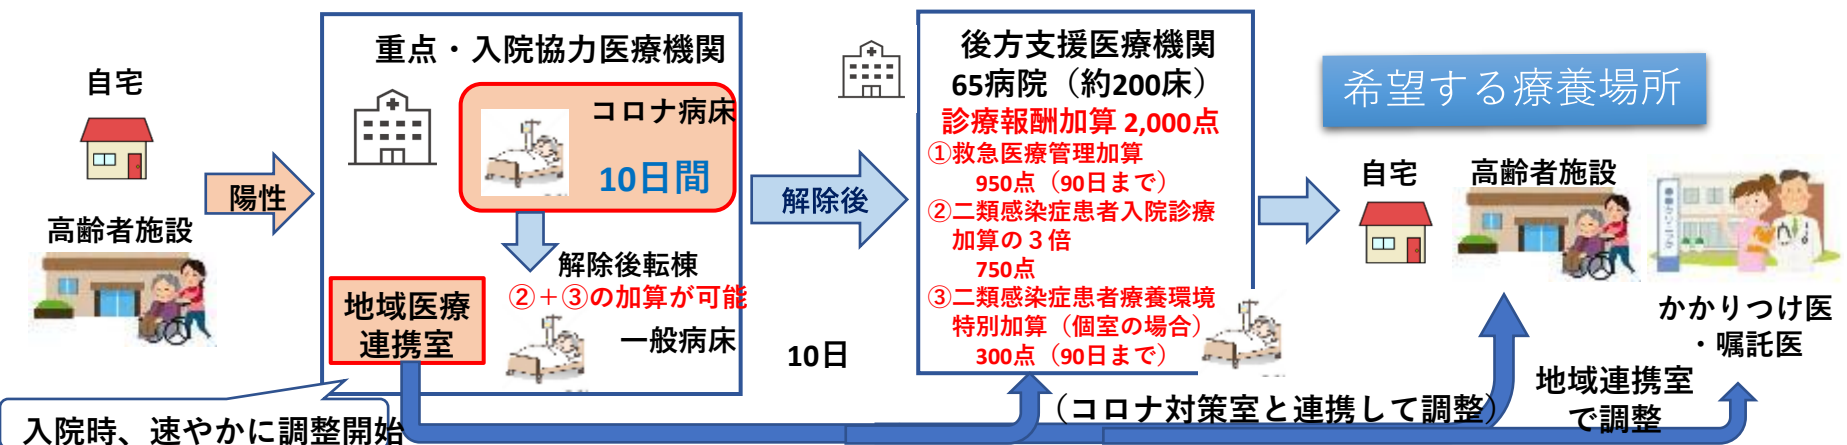 自宅
高齢者施設
陽性
重点・入院協力医療機関
コロナ病床
10日間
解除後転棟
②+③の加算が可能
一般病床
地域医療
連携室
入院時、速やかに調整開始
解除後
10日
後方支援医療機関
65病院（約200床）
診療報酬加算 2,000点
①救急医療管理加算
950点（90日まで）
②二類感染症患者入院診療
加算の３倍
750点
③二類感染症患者療養環境
特別加算（個室の場合）
300点（90日まで）
（コロナ対策室と連携して調整）
希望する療養場所
自宅
高齢者施設
かかりつけ医
・嘱託医
地域連携室
で調整